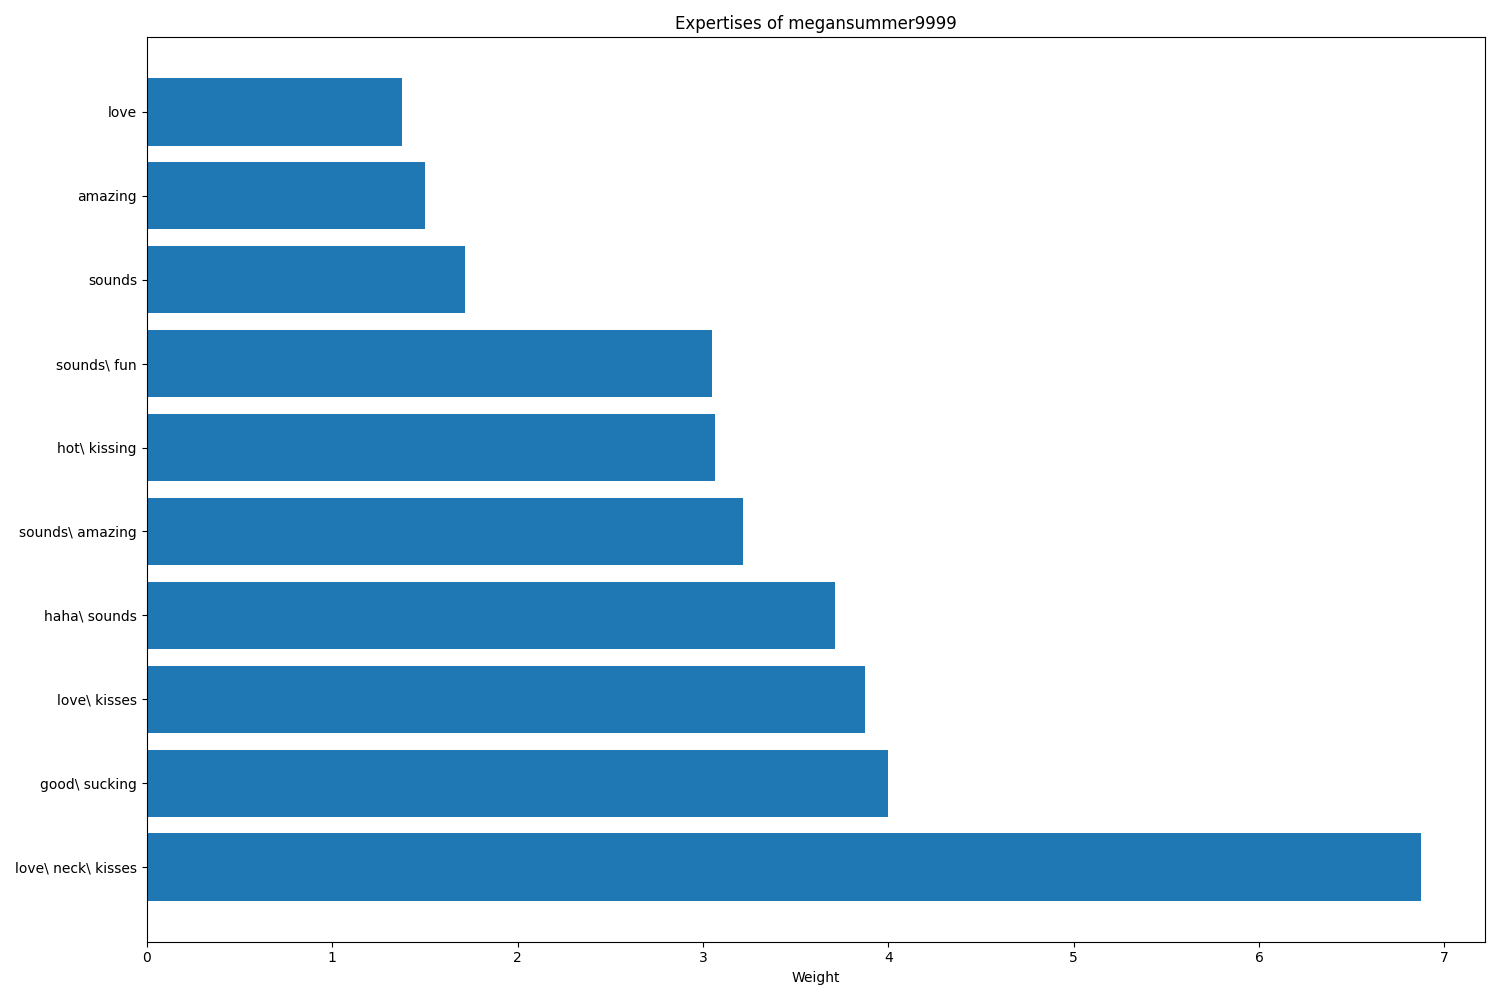 Expertises of megansummer9999
love
amazing
sounds
sounds\ fun
hot\ kissing
sounds\ amazing
haha\ sounds
love\ kisses
good\ sucking
love\ neck\ kisses
0 1 2 3 4 5 6 7
Weight